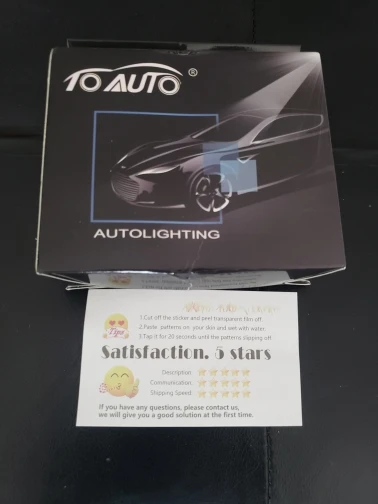 TO AUTO ®
AUTOLIGHTING
1.Cut off the sticker and peel transparent film off.
2.Paste patterns on your skin and wet with water.
3.Tap it for 20 seconds until the patterns slipping off.
Tips
Satisfaction. 5 stars
Description:
Communication:
Shipping Speed:
If you have any questions, please contact us,
we will give you a good solution at the first time.